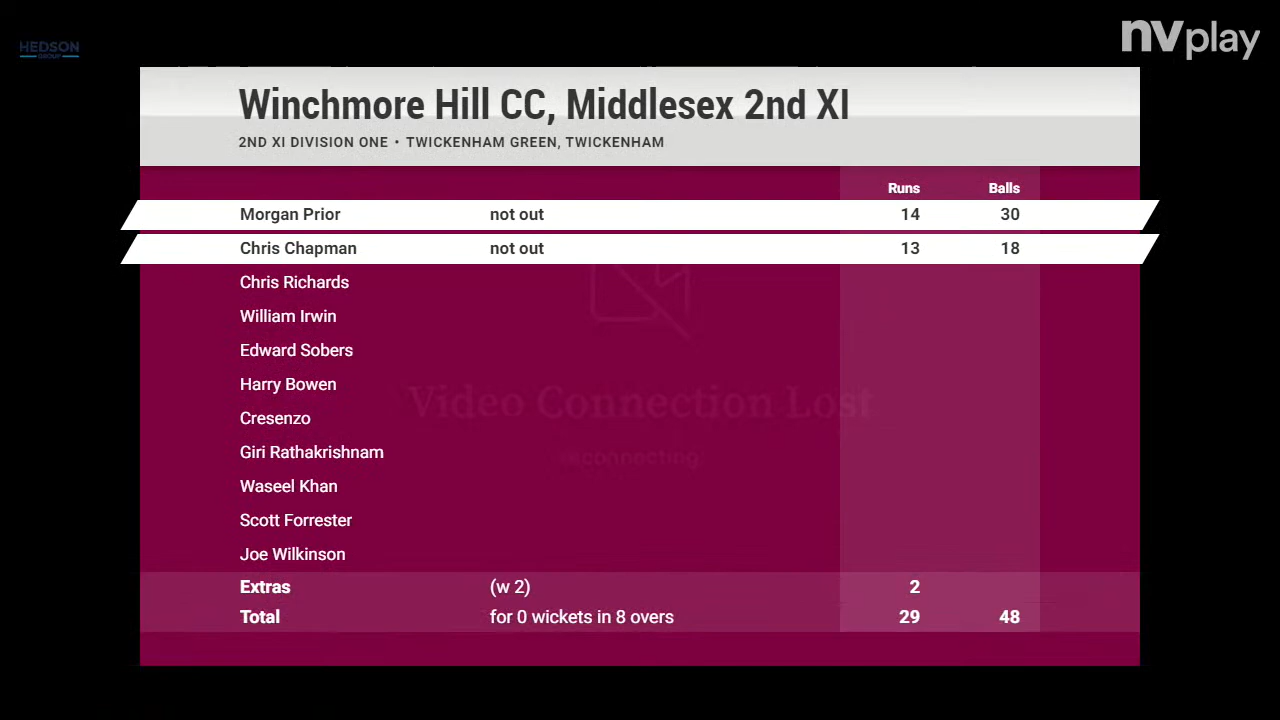 HEDSON
GROUP
nvplay
Winchmore Hill CC, Middlesex 2nd XI
2ND XI DIVISION ONE • TWICKENHAM GREEN, TWICKENHAM
Runs Balls
Morgan Prior not out 14 30
Chris Chapman not out 13 18
Chris Richards
William Irwin
Edward Sobers
Harry Bowen
Video Connection Lost
Cresenzo
Giri Rathakrishnam
reconnecting
Waseel Khan
Scott Forrester
Joe Wilkinson
Extras (w 2) 2
Total for 0 wickets in 8 overs 29 48